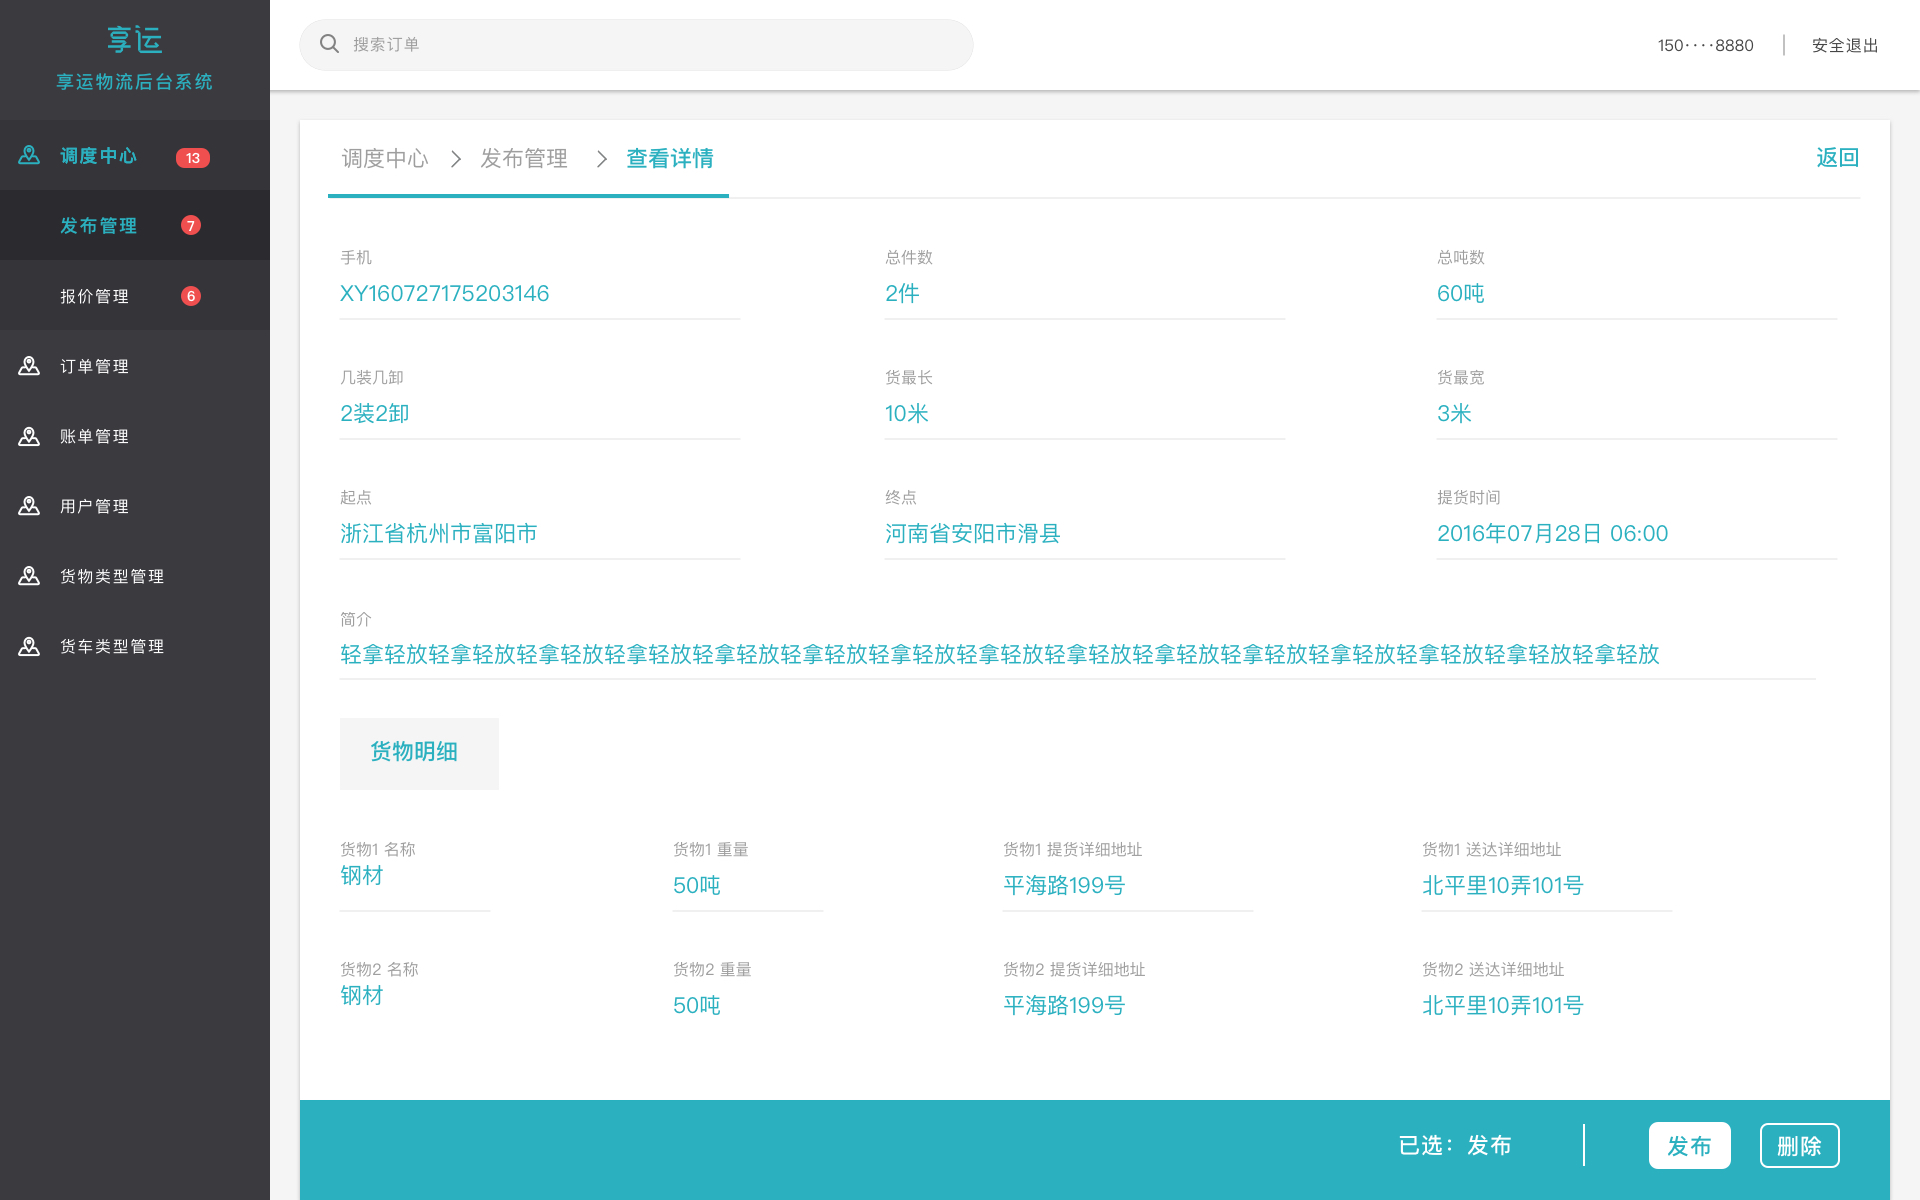 享运
享运物流后台系统
调度中心 13
发布管理 7
报价管理 6
订单管理
账单管理
用户管理
货物类型管理
货车类型管理
搜索订单
150····8880
安全退出
调度中心 > 发布管理 > 查看详情
返回
手机
XY160727175203146
总件数
2件
总吨数
60吨
几装几卸
2装2卸
货最长
10米
货最宽
3米
起点
浙江省杭州市富阳市
终点
河南省安阳市滑县
提货时间
2016年07月28日 06:00
简介
轻拿轻放轻拿轻放轻拿轻放轻拿轻放轻拿轻放轻拿轻放轻拿轻放轻拿轻放轻拿轻放轻拿轻放轻拿轻放轻拿轻放轻拿轻放轻拿轻放轻拿轻放
货物明细
货物1 名称
钢材
货物1 重量
50吨
货物1 提货详细地址
平海路199号
货物1 送达详细地址
北平里10弄101号
货物2 名称
钢材
货物2 重量
50吨
货物2 提货详细地址
平海路199号
货物2 送达详细地址
北平里10弄101号
已选：发布
发布
删除